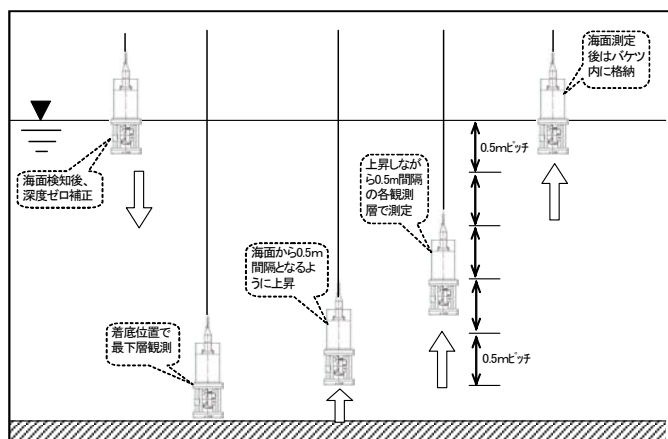 海面検知後、
深度ゼロ補正
着底位置で
最下層観測
海面から0.5m
間隔となるよ
うに上昇
上昇しなが
ら0.5m間隔
の各観測
層で測定
海面測定
後はバケツ
内に格納
0.5mピッチ
0.5mピッチ